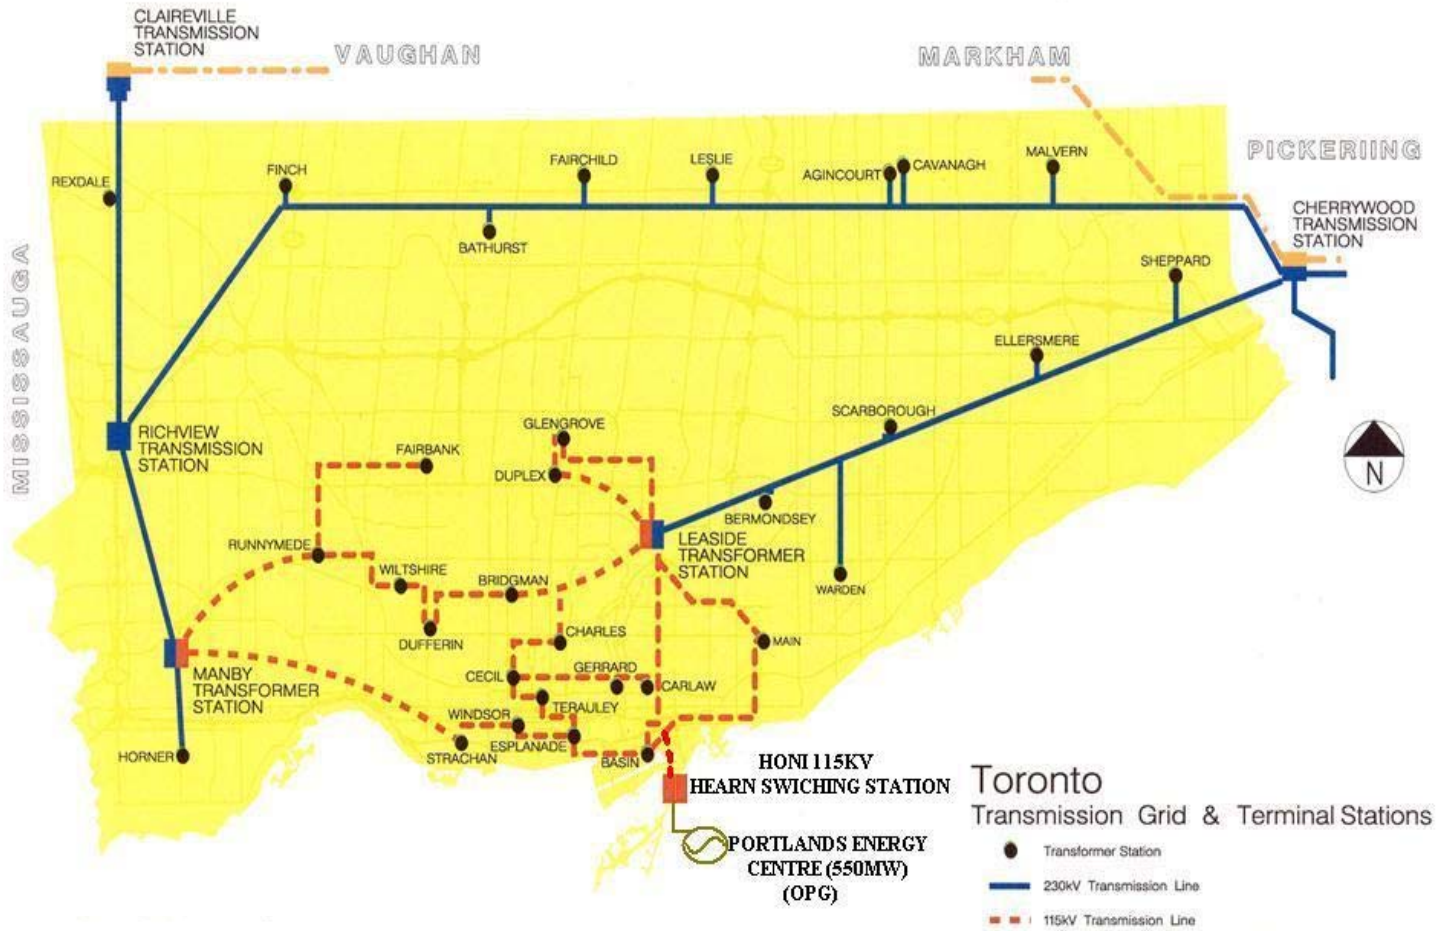 CLAIREVILLE
TRANSMISSION
STATION
VAUGHAN
MARKHAM
PICKERIING
MISSISSAUGA
REXDALE
FINCH
FAIRCHILD
LESLIE
AGINCOURT
CAVANAGH
MALVERN
BATHURST
CHERRYWOOD
TRANSMISSION
STATION
SHEPPARD
ELLERSMERE
SCARBOROUGH
RICHVIEW
TRANSMISSION
STATION
FAIRBANK
GLENGROVE
DUPLEX
BERMONDSEY
N
RUNNYMEDE
WILTSHIRE
BRIDGMAN
LEASIDE
TRANSFORMER
STATION
WARDEN
DUFFERIN
CHARLES
MAIN
MANBY
TRANSFORMER
STATION
CECIL
GERRARD
CARLAW
TERAULEY
WINDSOR
ESPLANADE
STRACHAN
BASIN
HORNER
HONI 115KV
HEARN SWICHING STATION
PORTLANDS ENERGY
CENTRE (550MW)
(OPG)
Toronto
Transmission Grid & Terminal Stations
Transformer Station
230kV Transmission Line
115kV Transmission Line